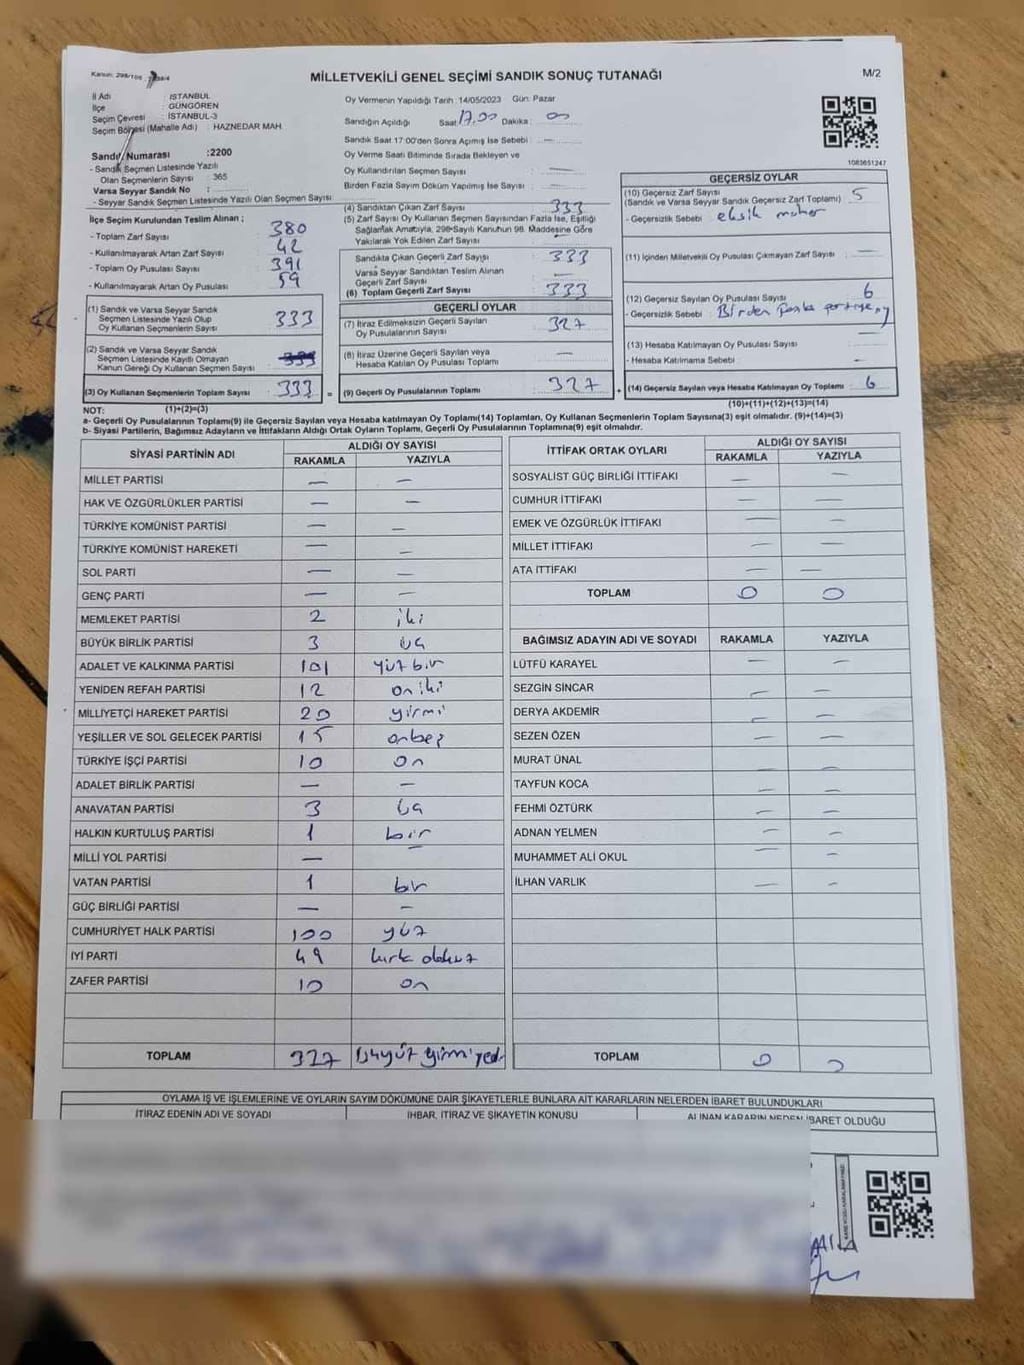 Kanun: 298/105
MİLLETVEKİLİ GENEL SEÇİMİ SANDIK SONUÇ TUTANAĞI
M/2
İl Adı : İSTANBUL
İlçe : GÜNGÖREN
Seçim Çevresi : İSTANBUL-3
Seçim Bölgesi (Mahalle Adı) : HAZNEDAR MAH.
Sandık Numarası :2200
- Sandık Seçmen Listesinde Yazılı
Olan Seçmenlerin Sayısı : 365
Varsa Seyyar Sandık No :
- Seyyar Sandık Seçmen Listesinde Yazılı Olan Seçmen Sayısı
Oy Vermenin Yapıldığı Tarih :14/05/2023 Gün: Pazar
Sandığın Açıldığı Saat: 17.00 Dakika : 00
Sandık Saat 17:00'den Sonra Açılmış İse Sebebi : —
Oy Verme Saati Bitiminde Sırada Bekleyen ve
Oy Kullandırılan Seçmen Sayısı : —
Birden Fazla Sayım Döküm Yapılmış İse Sayısı : —
1083651247
İlçe Seçim Kurulundan Teslim Alınan ;
- Toplam Zarf Sayısı : 380
- Kullanılmayarak Artan Zarf Sayısı : 42
- Toplam Oy Pusulası Sayısı : 391
- Kullanılmayarak Artan Oy Pusulası : 59
(4) Sandıktan Çıkan Zarf Sayısı : 333
(5) Zarf Sayısı Oy Kullanan Seçmen Sayısından Fazla İse, Eşitliği
Sağlamak Amacıyla, 298 Sayılı Kanunun 98. Maddesine Göre
Yakılarak Yok Edilen Zarf Sayısı :
Sandıkta Çıkan Geçerli Zarf Sayısı : 333
Varsa Seyyar Sandıktan Teslim Alınan
Geçerli Zarf Sayısı : —
(6) Toplam Geçerli Zarf Sayısı : 333
GEÇERSİZ OYLAR
(10) Geçersiz Zarf Sayısı : 5
(Sandık ve Varsa Seyyar Sandık Geçersiz Zarf Toplamı)
- Geçersizlik Sebebi : eksik mühür
(11) İçinden Milletvekili Oy Pusulası Çıkmayan Zarf Sayısı : —
(12) Geçersiz Sayılan Oy Pusulası Sayısı : 6
- Geçersizlik Sebebi : Birden fazla partiye oy
(13) Hesaba Katılmayan Oy Pusulası Sayısı : —
- Hesaba Katılmama Sebebi : —
(1) Sandık ve Varsa Seyyar Sandık
Seçmen Listesinde Yazılı Olup
Oy Kullanan Seçmenlerin Sayısı : 333
(2) Sandık ve Varsa Seyyar Sandık
Seçmen Listesinde Kayıtlı Olmayan
Kanun Gereği Oy Kullanan Seçmen Sayısı :
GEÇERLİ OYLAR
(7) İtiraz Edilmeksizin Geçerli Sayılan
Oy Pusulalarının Sayısı : 327
(8) İtiraz Üzerine Geçerli Sayılan veya
Hesaba Katılan Oy Pusulası Toplamı : —
(3) Oy Kullanan Seçmenlerin Toplam Sayısı : 333 = (9) Geçerli Oy Pusulalarının Toplamı : 327 + (14) Geçersiz Sayılan veya Hesaba Katılmayan Oy Toplamı : 6
NOT: (1)+(2)=(3) (10)+(11)+(12)+(13)=(14)
a- Geçerli Oy Pusulalarının Toplamı(9) ile Geçersiz Sayılan veya Hesaba katılmayan Oy Toplamı(14) Toplamları, Oy Kullanan Seçmenlerin Toplam Sayısına(3) eşit olmalıdır. (9)+(14)=(3)
b- Siyasi Partilerin, Bağımsız Adayların ve İttifakların Aldığı Ortak Oyların Toplamı, Geçerli Oy Pusulalarının Toplamına(9) eşit olmalıdır.
SİYASİ PARTİNİN ADI ALDIĞI OY SAYISI
RAKAMLA YAZIYLA
MİLLET PARTİSİ — —
HAK VE ÖZGÜRLÜKLER PARTİSİ — —
TÜRKİYE KOMÜNİST PARTİSİ — —
TÜRKİYE KOMÜNİST HAREKETİ — —
SOL PARTİ — —
GENÇ PARTİ — —
MEMLEKET PARTİSİ 2 iki
BÜYÜK BİRLİK PARTİSİ 3 üç
ADALET VE KALKINMA PARTİSİ 101 yüz bir
YENİDEN REFAH PARTİSİ 12 on iki
MİLLİYETÇİ HAREKET PARTİSİ 20 yirmi
YEŞİLLER VE SOL GELECEK PARTİSİ 15 onbeş
TÜRKİYE İŞÇİ PARTİSİ 10 on
ADALET BİRLİK PARTİSİ — —
ANAVATAN PARTİSİ 3 üç
HALKIN KURTULUŞ PARTİSİ 1 bir
MİLLİ YOL PARTİSİ — —
VATAN PARTİSİ 1 bir
GÜÇ BİRLİĞİ PARTİSİ — —
CUMHURİYET HALK PARTİSİ 100 yüz
İYİ PARTİ 49 kırk dokuz
ZAFER PARTİSİ 10 on
TOPLAM 327 üçyüz yirmi yedi
İTTİFAK ORTAK OYLARI ALDIĞI OY SAYISI
RAKAMLA YAZIYLA
SOSYALİST GÜÇ BİRLİĞİ İTTİFAKI — —
CUMHUR İTTİFAKI — —
EMEK VE ÖZGÜRLÜK İTTİFAKI — —
MİLLET İTTİFAKI — —
ATA İTTİFAKI — —
TOPLAM 0 0
BAĞIMSIZ ADAYIN ADI VE SOYADI RAKAMLA YAZIYLA
LÜTFÜ KARAYEL — —
SEZGİN SİNCAR — —
DERYA AKDEMİR — —
SEZEN ÖZEN — —
MURAT ÜNAL — —
TAYFUN KOCA — —
FEHMİ ÖZTÜRK — —
ADNAN YELMEN — —
MUHAMMET ALİ OKUL — —
İLHAN VARLIK — —
TOPLAM 0 0
OYLAMA İŞ VE İŞLEMLERİNE VE OYLARIN SAYIM DÖKÜMÜNE DAİR ŞİKAYETLERLE BUNLARA AİT KARARLARIN NELERDEN İBARET BULUNDUKLARI
İTİRAZ EDENİN ADI VE SOYADI İHBAR, İTİRAZ VE ŞİKAYETİN KONUSU ALINAN KARARIN NEDEN İBARET OLDUĞU